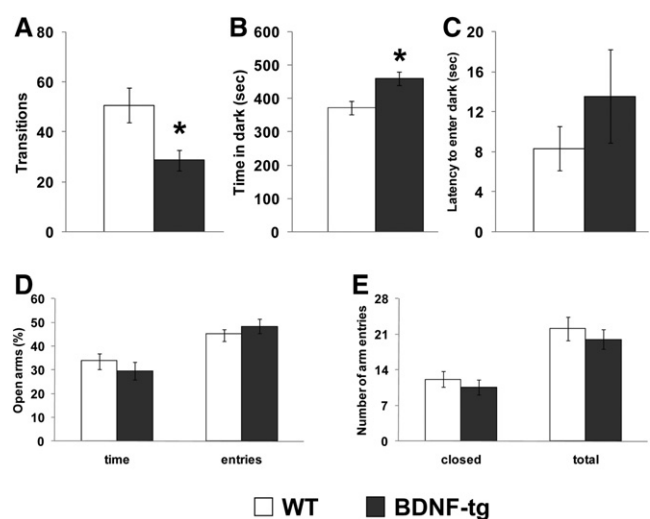 A
Transitions
80
60
40
20
0
*
B
Time in dark (sec)
600
500
400
300
200
100
0
*
C
Latency to enter dark (sec)
20
16
12
8
4
0
D
Open arms (%)
60
50
40
30
20
10
0
time entries
E
Number of arm entries
28
21
14
7
0
closed total
WT BDNF-tg